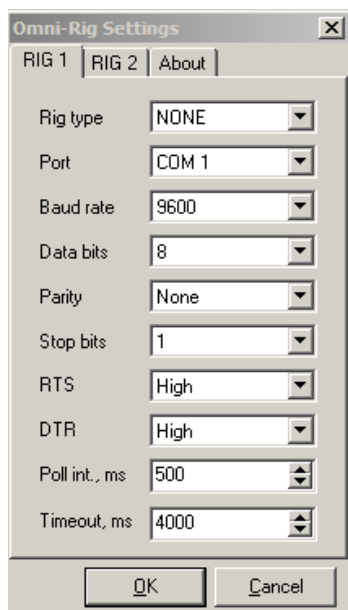 Omni-Rig Settings
RIG 1 RIG 2 About
Rig type NONE
Port COM 1
Baud rate 9600
Data bits 8
Parity None
Stop bits 1
RTS High
DTR High
Poll int., ms 500
Timeout, ms 4000
OK Cancel